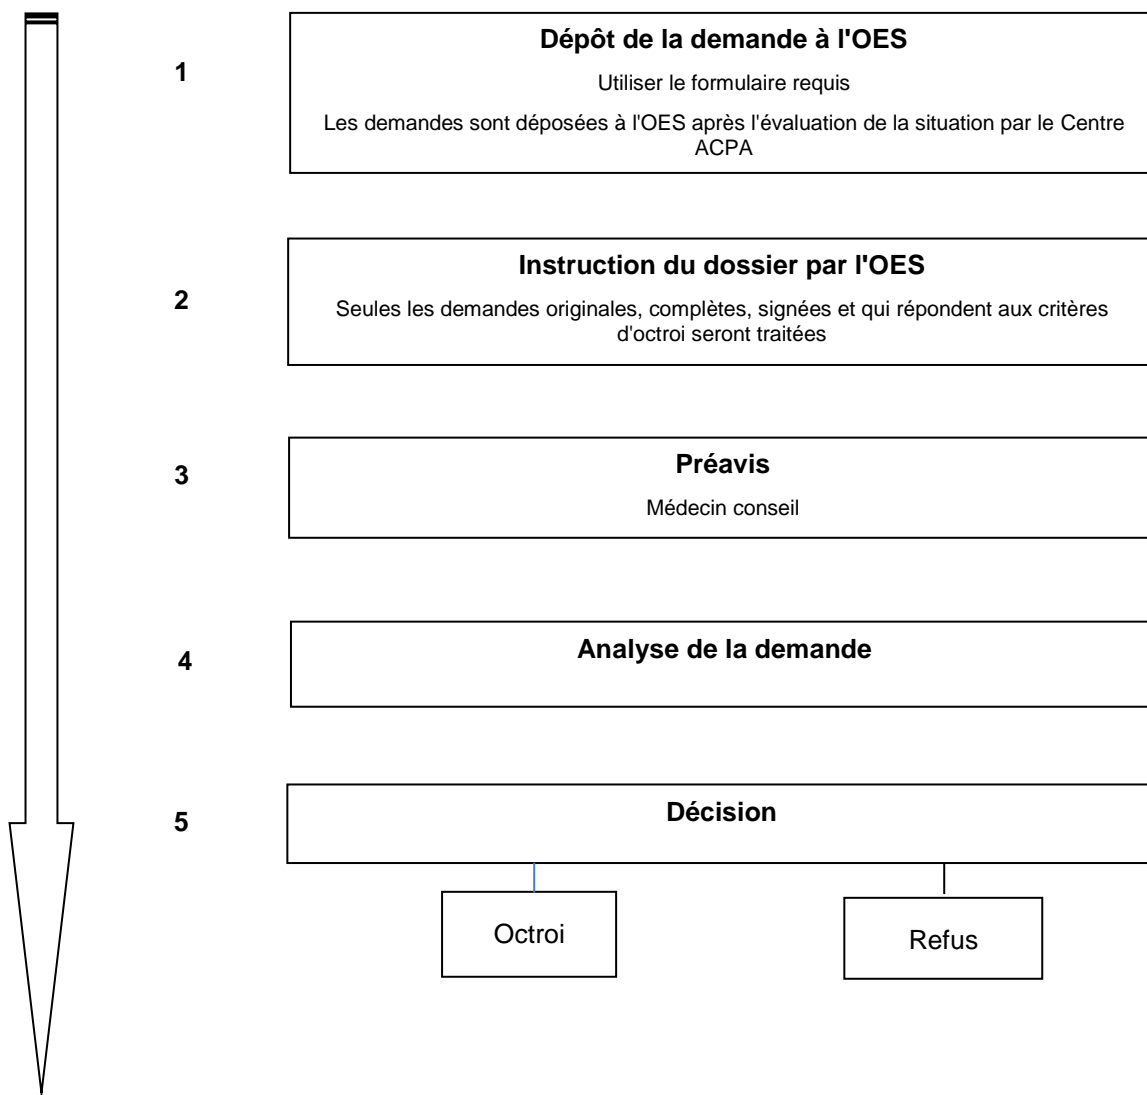 1
Dépôt de la demande à l'OES
Utiliser le formulaire requis
Les demandes sont déposées à l'OES après l'évaluation de la situation par le Centre
ACPA
2
Instruction du dossier par l'OES
Seules les demandes originales, complètes, signées et qui répondent aux critères
d'octroi seront traitées
3
Préavis
Médecin conseil
4
Analyse de la demande
5
Décision
Octroi
Refus